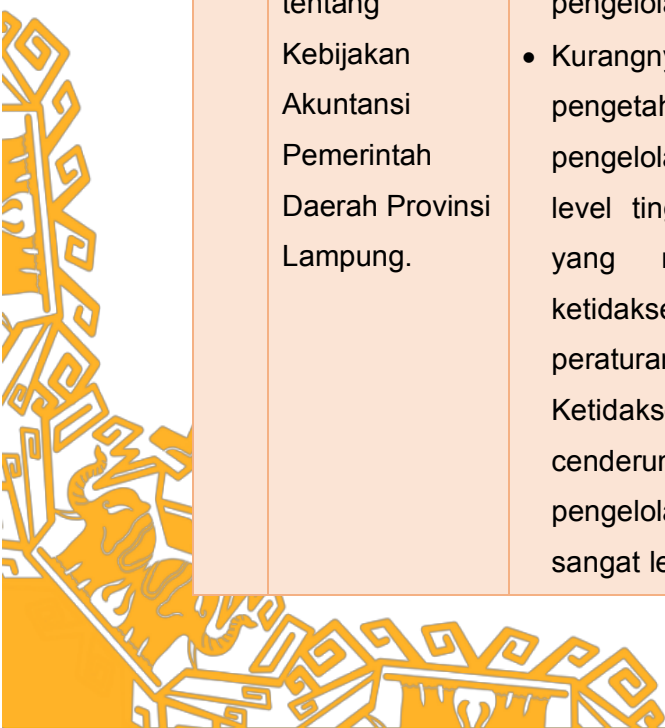 tentang
Kebijakan
Akuntansi
Pemerintah
Daerah Provinsi
Lampung.
• Kurangny
pengetah
pengelola
level ting
yang
ketidakse
peraturan
Ketidaks
cenderun
pengelola
sangat le